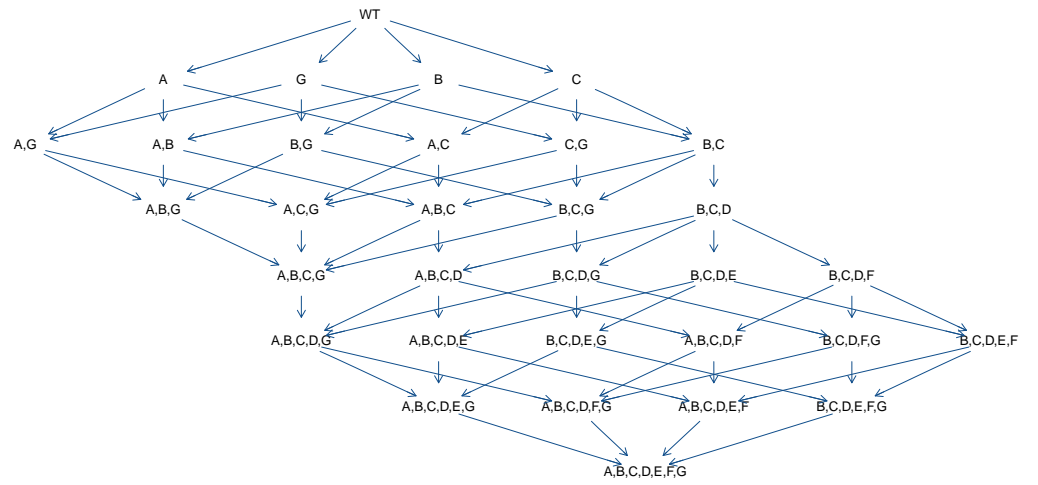 WT
A G B C
A,G A,B B,G A,C C,G B,C
A,B,G A,C,G A,B,C B,C,G B,C,D
A,B,C,G A,B,C,D B,C,D,G B,C,D,E B,C,D,F
A,B,C,D,G A,B,C,D,E B,C,D,E,G A,B,C,D,F B,C,D,F,G B,C,D,E,F
A,B,C,D,E,G A,B,C,D,F,G A,B,C,D,E,F B,C,D,E,F,G
A,B,C,D,E,F,G